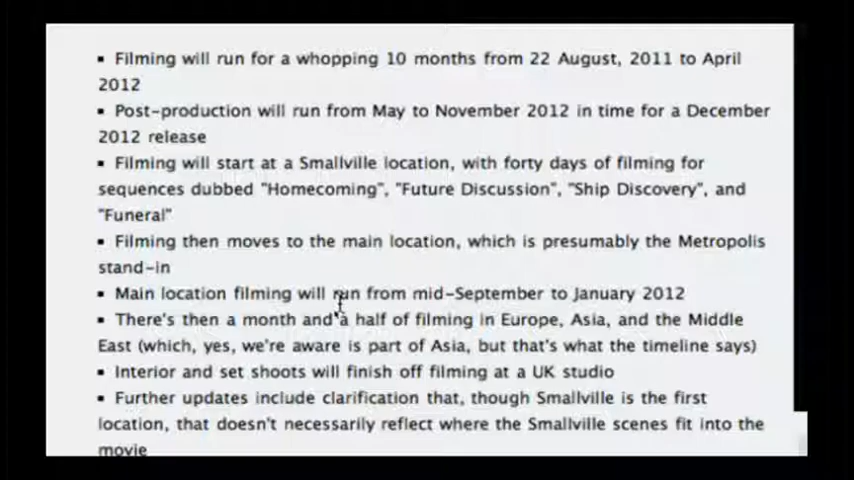 ▪ Filming will run for a whopping 10 months from 22 August, 2011 to April
2012
▪ Post-production will run from May to November 2012 in time for a December
2012 release
▪ Filming will start at a Smallville location, with forty days of filming for
sequences dubbed "Homecoming", "Future Discussion", "Ship Discovery", and
"Funeral"
▪ Filming then moves to the main location, which is presumably the Metropolis
stand-in
▪ Main location filming will run from mid-September to January 2012
▪ There's then a month and a half of filming in Europe, Asia, and the Middle
East (which, yes, we're aware is part of Asia, but that's what the timeline says)
▪ Interior and set shoots will finish off filming at a UK studio
▪ Further updates include clarification that, though Smallville is the first
location, that doesn't necessarily reflect where the Smallville scenes fit into the
movie